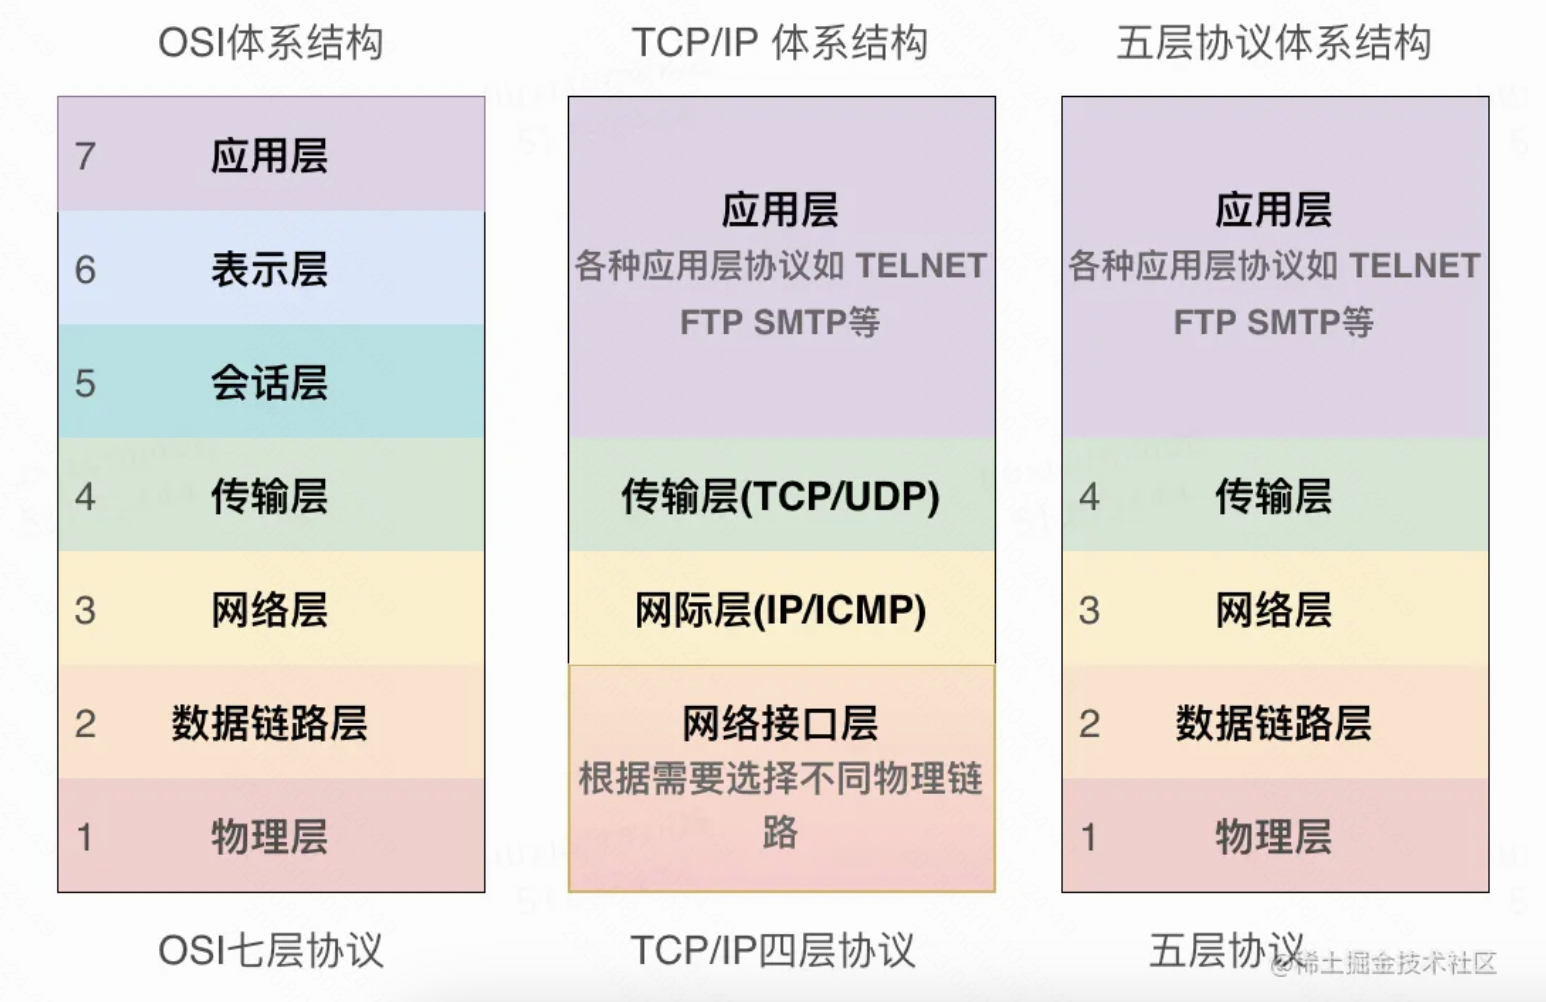 OSI体系结构
7 应用层
6 表示层
5 会话层
4 传输层
3 网络层
2 数据链路层
1 物理层
OSI七层协议
TCP/IP 体系结构
应用层
各种应用层协议如 TELNET
FTP SMTP等
传输层(TCP/UDP)
网际层(IP/ICMP)
网络接口层
根据需要选择不同物理链
路
TCP/IP四层协议
五层协议体系结构
应用层
各种应用层协议如 TELNET
FTP SMTP等
4 传输层
3 网络层
2 数据链路层
1 物理层
五层协议
@稀土掘金技术社区